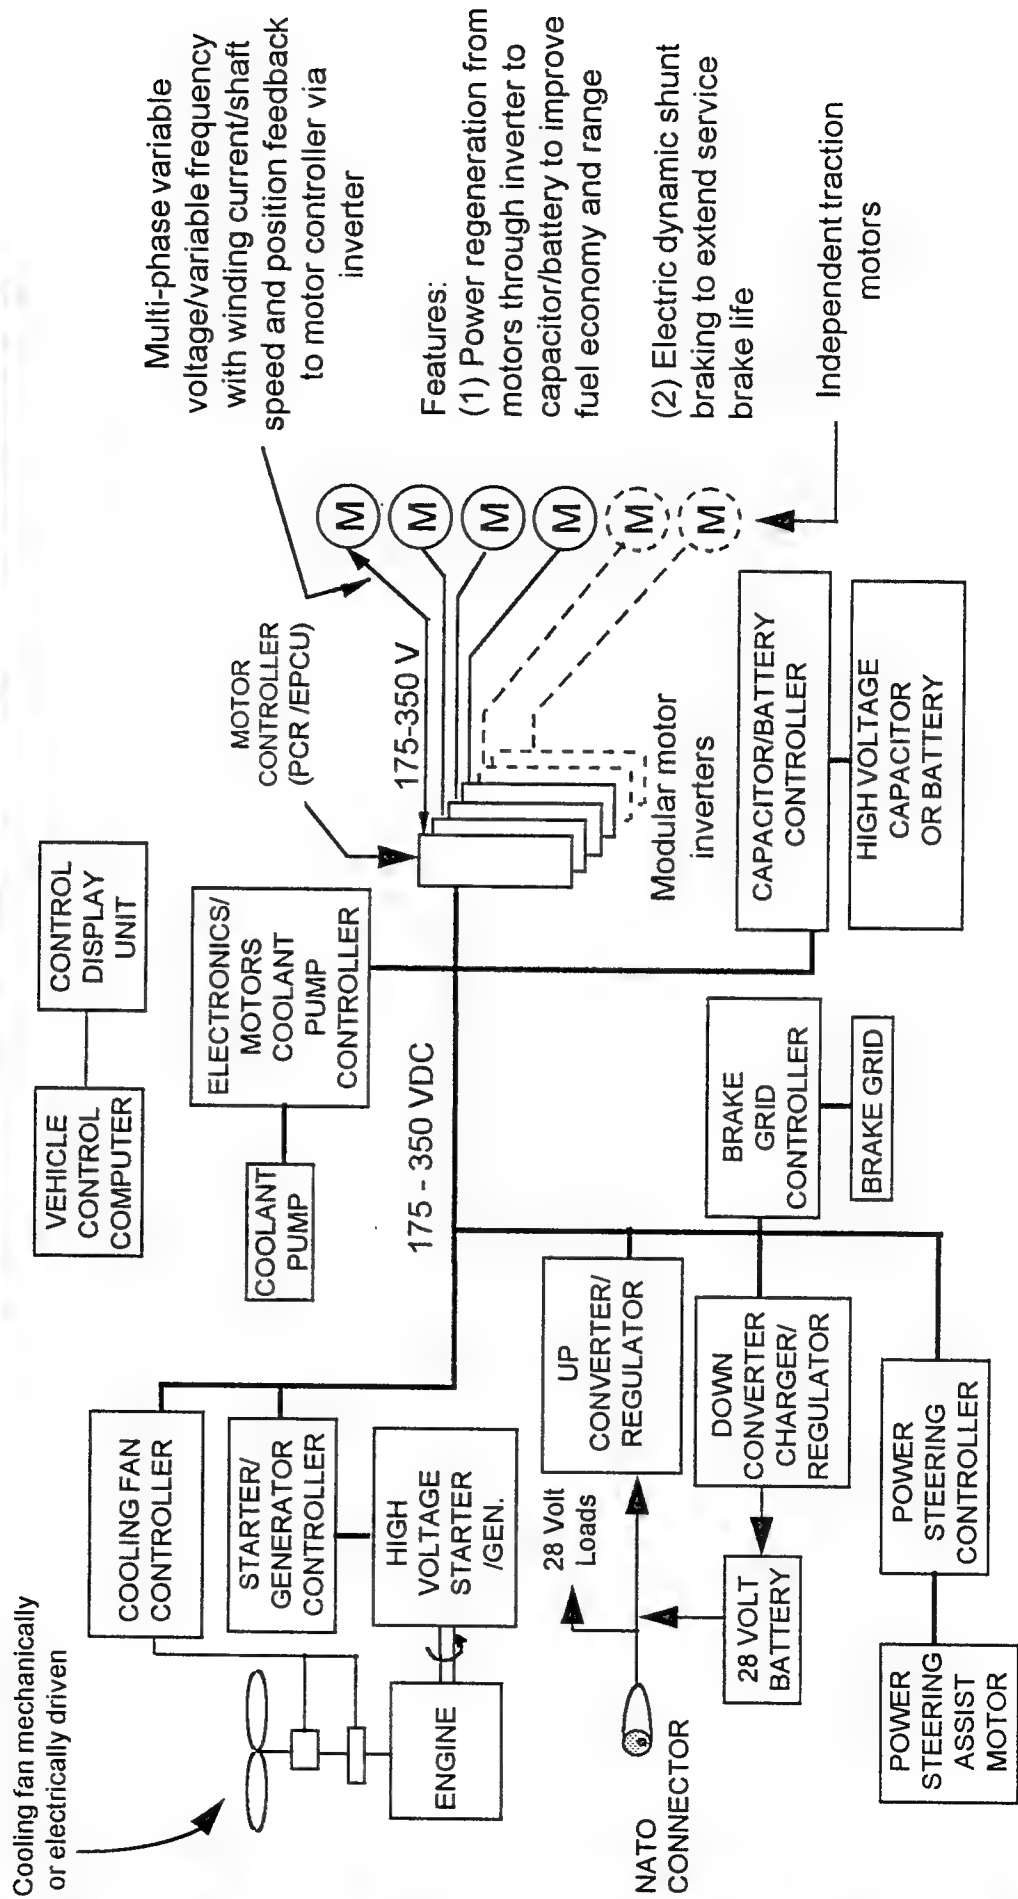 Cooling fan mechanically
or electrically driven
COOLING FAN
CONTROLLER
STARTER/
GENERATOR
CONTROLLER
HIGH
VOLTAGE
STARTER
/GEN.
ENGINE
28 Volt
Loads
NATO
CONNECTOR
UP
CONVERTER/
REGULATOR
DOWN
CONVERTER
CHARGER/
REGULATOR
28 VOLT
BATTERY
POWER
STEERING
CONTROLLER
POWER
STEERING
ASSIST
MOTOR
VEHICLE
CONTROL
COMPUTER
CONTROL
DISPLAY
UNIT
COOLANT
PUMP
ELECTRONICS/
MOTORS
COOLANT
PUMP
CONTROLLER
175 - 350 VDC
BRAKE
GRID
CONTROLLER
BRAKE GRID
MOTOR
CONTROLLER
(PCR /EPCU)
175-350 V
Modular motor
inverters
CAPACITOR/BATTERY
CONTROLLER
HIGH VOLTAGE
CAPACITOR
OR BATTERY
M
M
M
M
M
M
Multi-phase variable
voltage/variable frequency
with winding current/shaft
speed and position feedback
to motor controller via
inverter
Features:
(1) Power regeneration from
motors through inverter to
capacitor/battery to improve
fuel economy and range
(2) Electric dynamic shunt
braking to extend service
brake life
Independent traction
motors